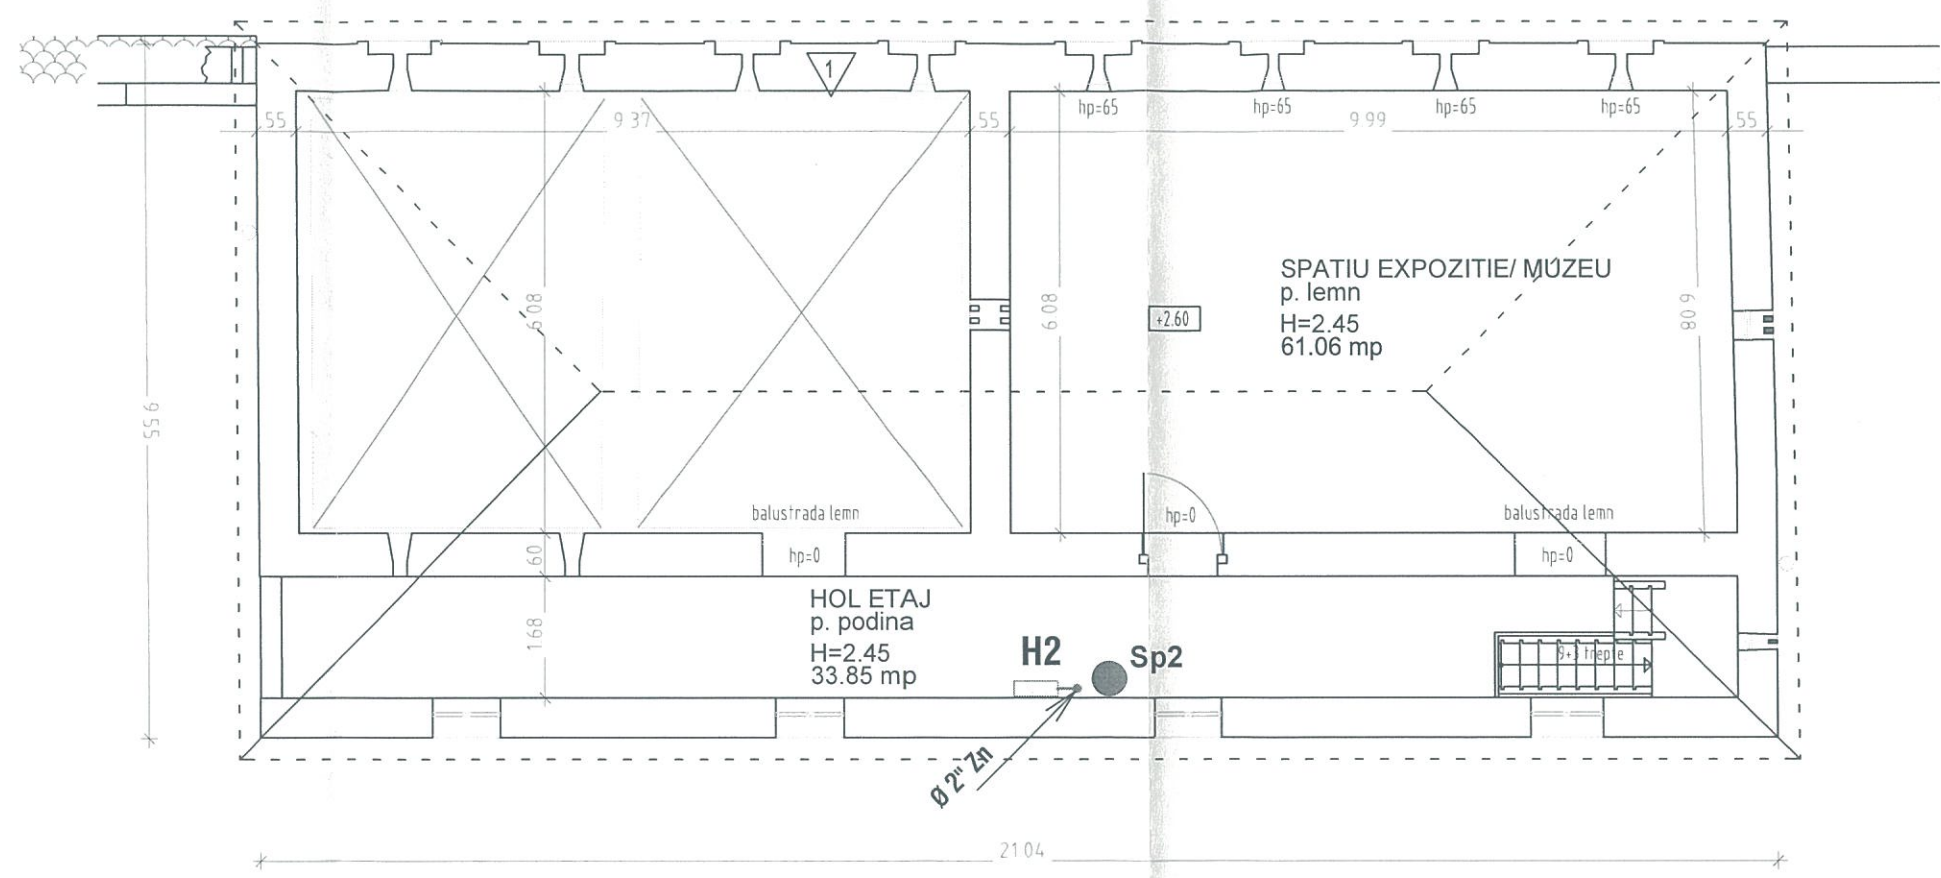 1
hp=65
hp=65
hp=65
hp=65
55
9 37
55
9 99
55
6 08
6 08
6 08
SPATIU EXPOZITIE/ MUZEU
p. lemn
H=2.45
61.06 mp
+2.60
9 55
balustrada lemn
hp=0
hp=0
balustrada lemn
hp=0
60
168
HOL ETAJ
p. podina
H=2.45
33.85 mp
H2
Sp2
9+3 trepte
Ø 2" Zn
21 04